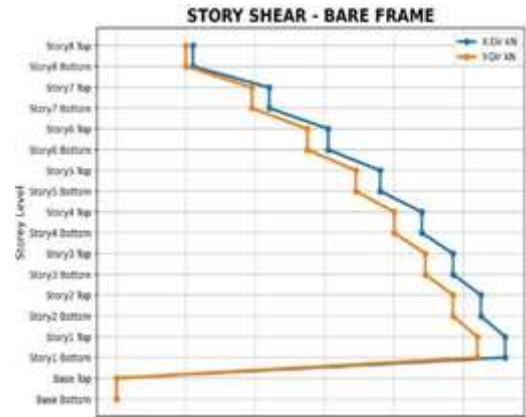 STORY SHEAR - BARE FRAME
X Dir kN
Y Dir kN
Story8 Top
Story8 Bottom
Story7 Top
Story7 Bottom
Story6 Top
Story6 Bottom
Story5 Top
Story5 Bottom
Story4 Top
Story4 Bottom
Story3 Top
Story3 Bottom
Story2 Top
Story2 Bottom
Story1 Top
Story1 Bottom
Base Top
Base Bottom
Storey Level